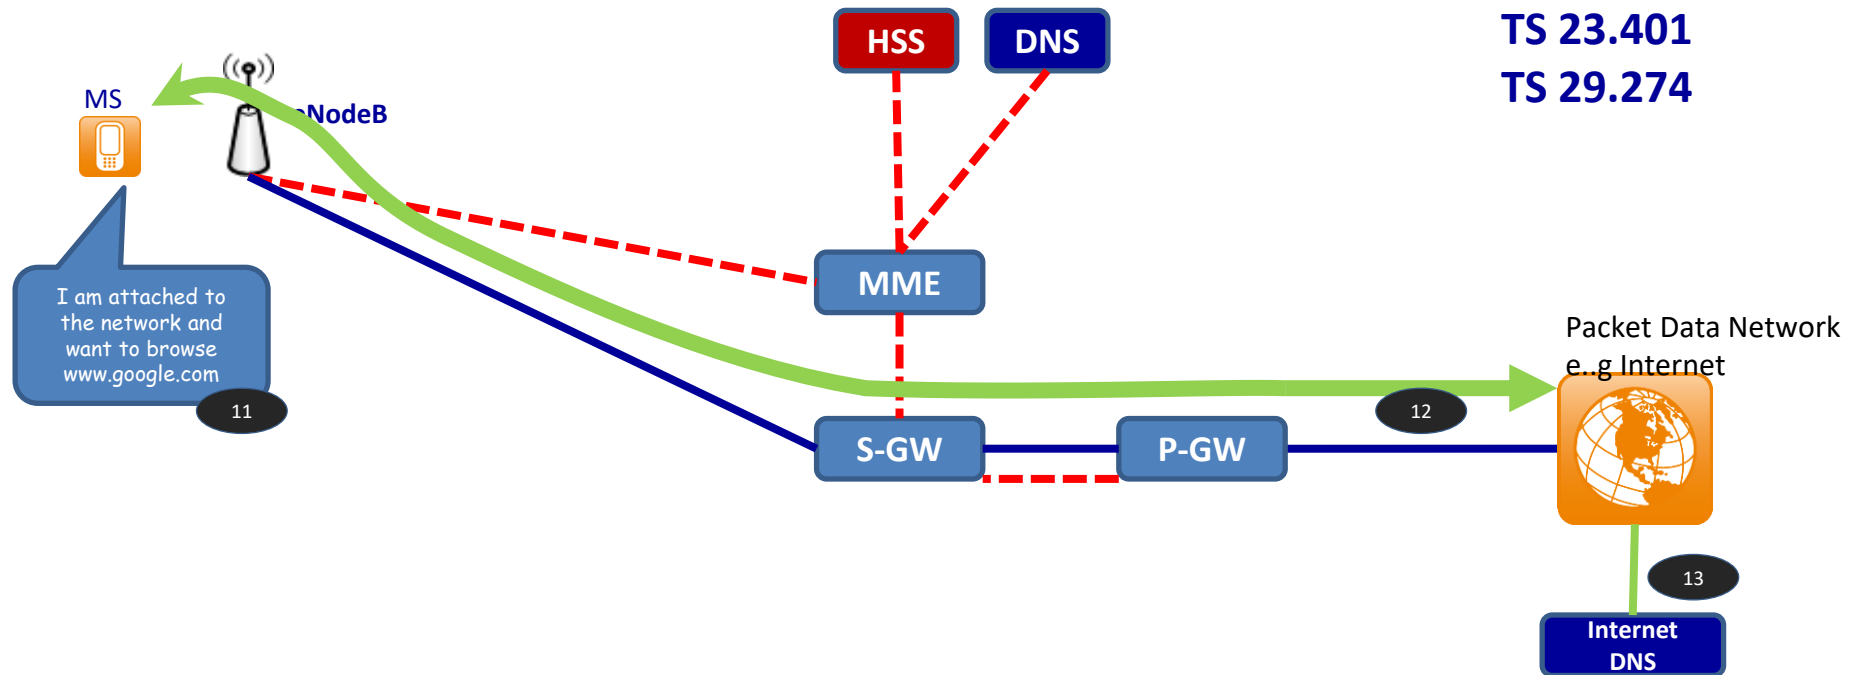 HSS
DNS
TS 23.401
TS 29.274
MS
NodeB
MME
I am attached to
the network and
want to browse
www.google.com
11
Packet Data Network
e..g Internet
12
S-GW
P-GW
13
Internet
DNS